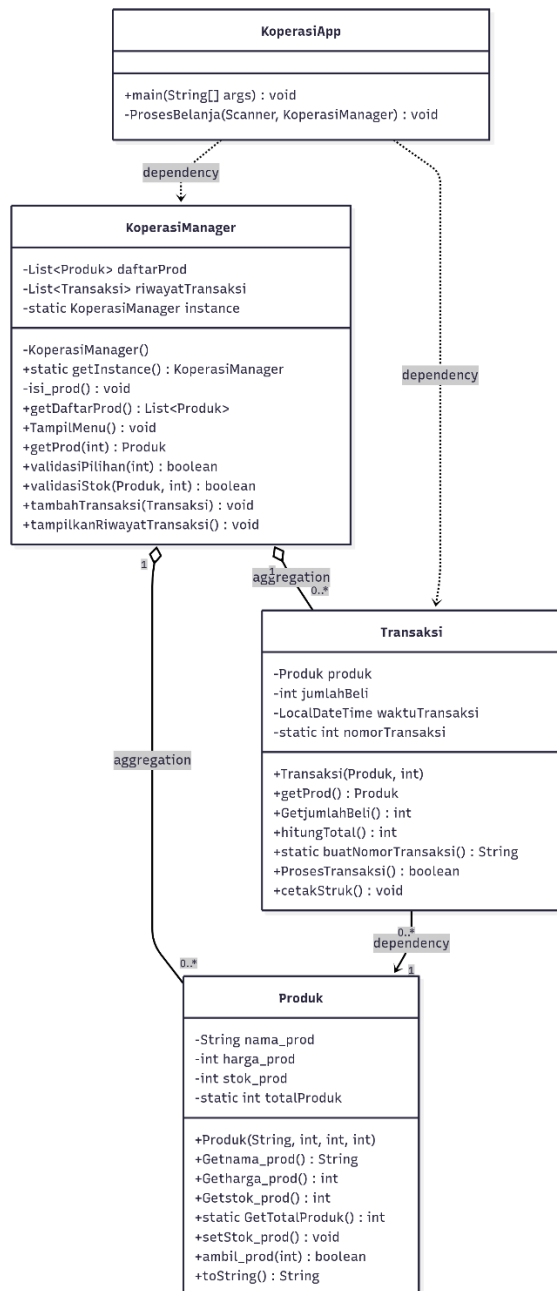 KoperasiApp
+main(String[] args) : void
-ProsesBelanja(Scanner, KoperasiManager) : void
dependency
KoperasiManager
-List<Produk> daftarProd
-List<Transaksi> riwayatTransaksi
-static KoperasiManager instance
-KoperasiManager()
+static getInstance() : KoperasiManager
-isi_prod() : void
+getDaftarProd() : List<Produk>
+TampilMenu() : void
+getProd(int) : Produk
+validasiPilihan(int) : boolean
+validasiStok(Produk, int) : boolean
+tambahTransaksi(Transaksi) : void
+tampilkanRiwayatTransaksi() : void
dependency
1
1
aggregation
0..*
Transaksi
-Produk produk
-int jumlahBeli
-LocalDateTime waktuTransaksi
-static int nomorTransaksi
+Transaksi(Produk, int)
+getProd() : Produk
+GetjumlahBeli() : int
+hitungTotal() : int
+static buatNomorTransaksi() : String
+ProsesTransaksi() : boolean
+cetakStruk() : void
aggregation
0..*
dependency
0..*
1
Produk
-String nama_prod
-int harga_prod
-int stok_prod
-static int totalProduk
+Produk(String, int, int, int)
+Getnama_prod() : String
+Getharga_prod() : int
+Getstok_prod() : int
+static GetTotalProduk() : int
+setStok_prod() : void
+ambil_prod(int) : boolean
+toString() : String